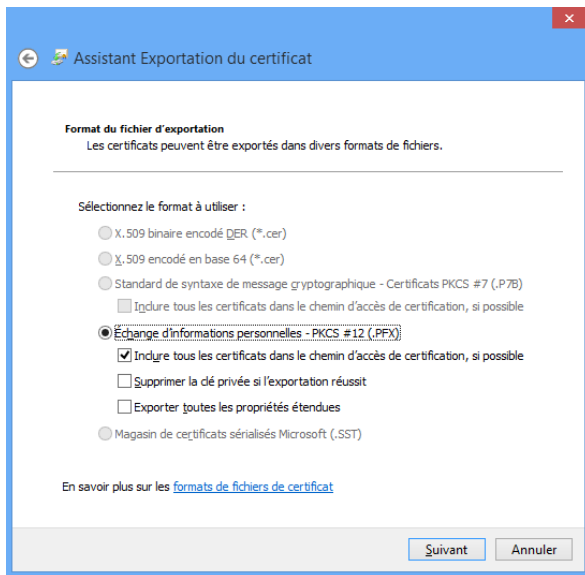 Assistant Exportation du certificat
Format du fichier d'exportation
Les certificats peuvent être exportés dans divers formats de fichiers.
Sélectionnez le format à utiliser :
X.509 binaire encodé DER (*.cer)
X.509 encodé en base 64 (*.cer)
Standard de syntaxe de message cryptographique - Certificats PKCS #7 (.P7B)
Inclure tous les certificats dans le chemin d'accès de certification, si possible
Échange d'informations personnelles - PKCS #12 (.PFX)
Inclure tous les certificats dans le chemin d'accès de certification, si possible
Supprimer la clé privée si l'exportation réussit
Exporter toutes les propriétés étendues
Magasin de certificats sérialisés Microsoft (.SST)
En savoir plus sur les formats de fichiers de certificat
Suivant
Annuler